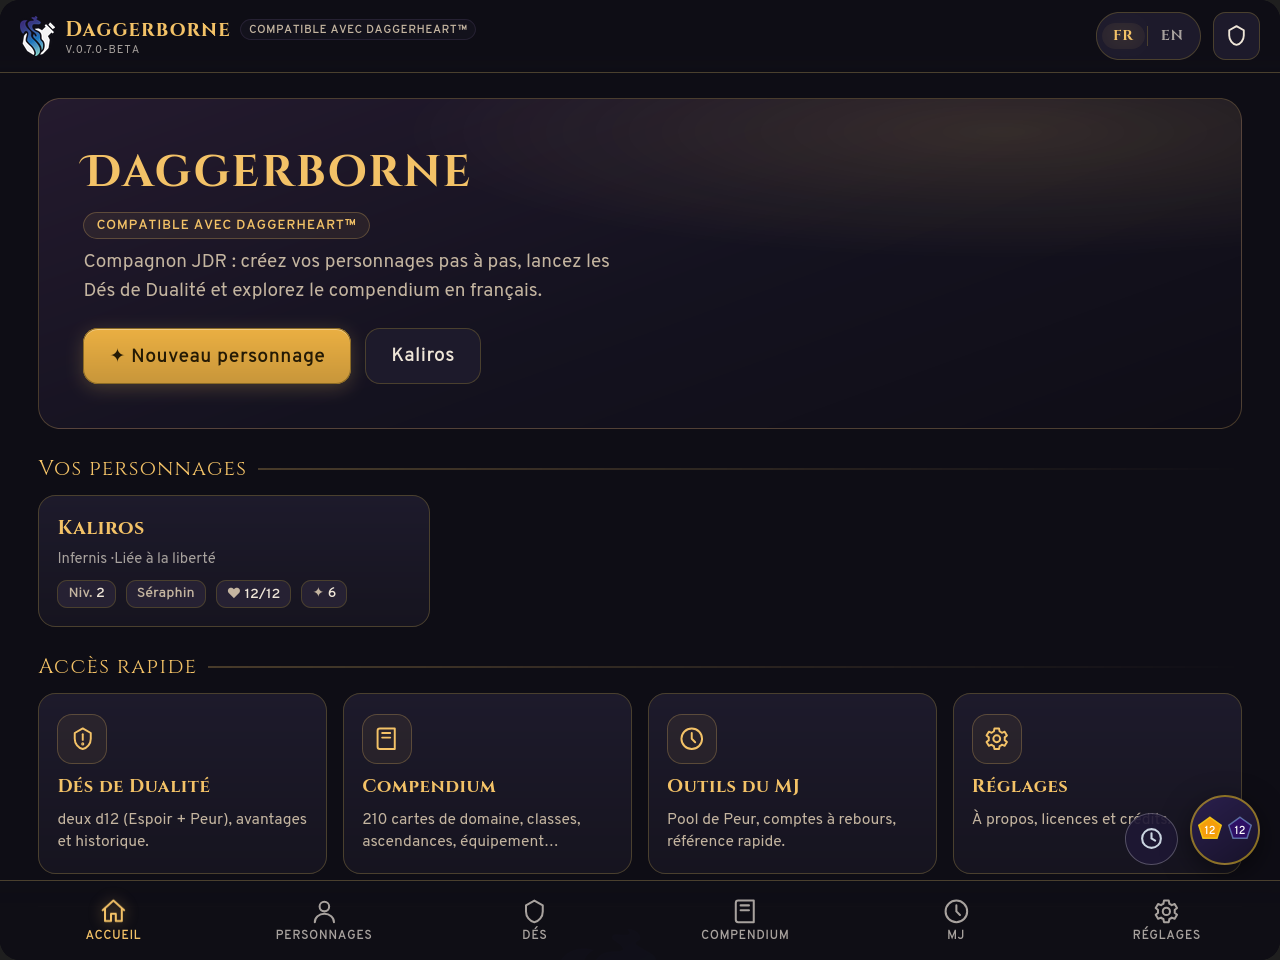 Daggerborne
COMPATIBLE AVEC DAGGERHEART™
V.0.7.0-BETA
FR
EN
Daggerborne
COMPATIBLE AVEC DAGGERHEART™
Compagnon JDR : créez vos personnages pas à pas, lancez les
Dés de Dualité et explorez le compendium en français.
✦ Nouveau personnage
Kaliros
Vos personnages
Kaliros
Infernis ·Liée à la liberté
Niv. 2
Séraphin
♥ 12/12
✦ 6
Accès rapide
Dés de Dualité
deux d12 (Espoir + Peur), avantages
et historique.
Compendium
210 cartes de domaine, classes,
ascendances, équipement…
Outils du MJ
Pool de Peur, comptes à rebours,
référence rapide.
Réglages
À propos, licences et crédits.
12
12
ACCUEIL
PERSONNAGES
DÉS
COMPENDIUM
MJ
RÉGLAGES